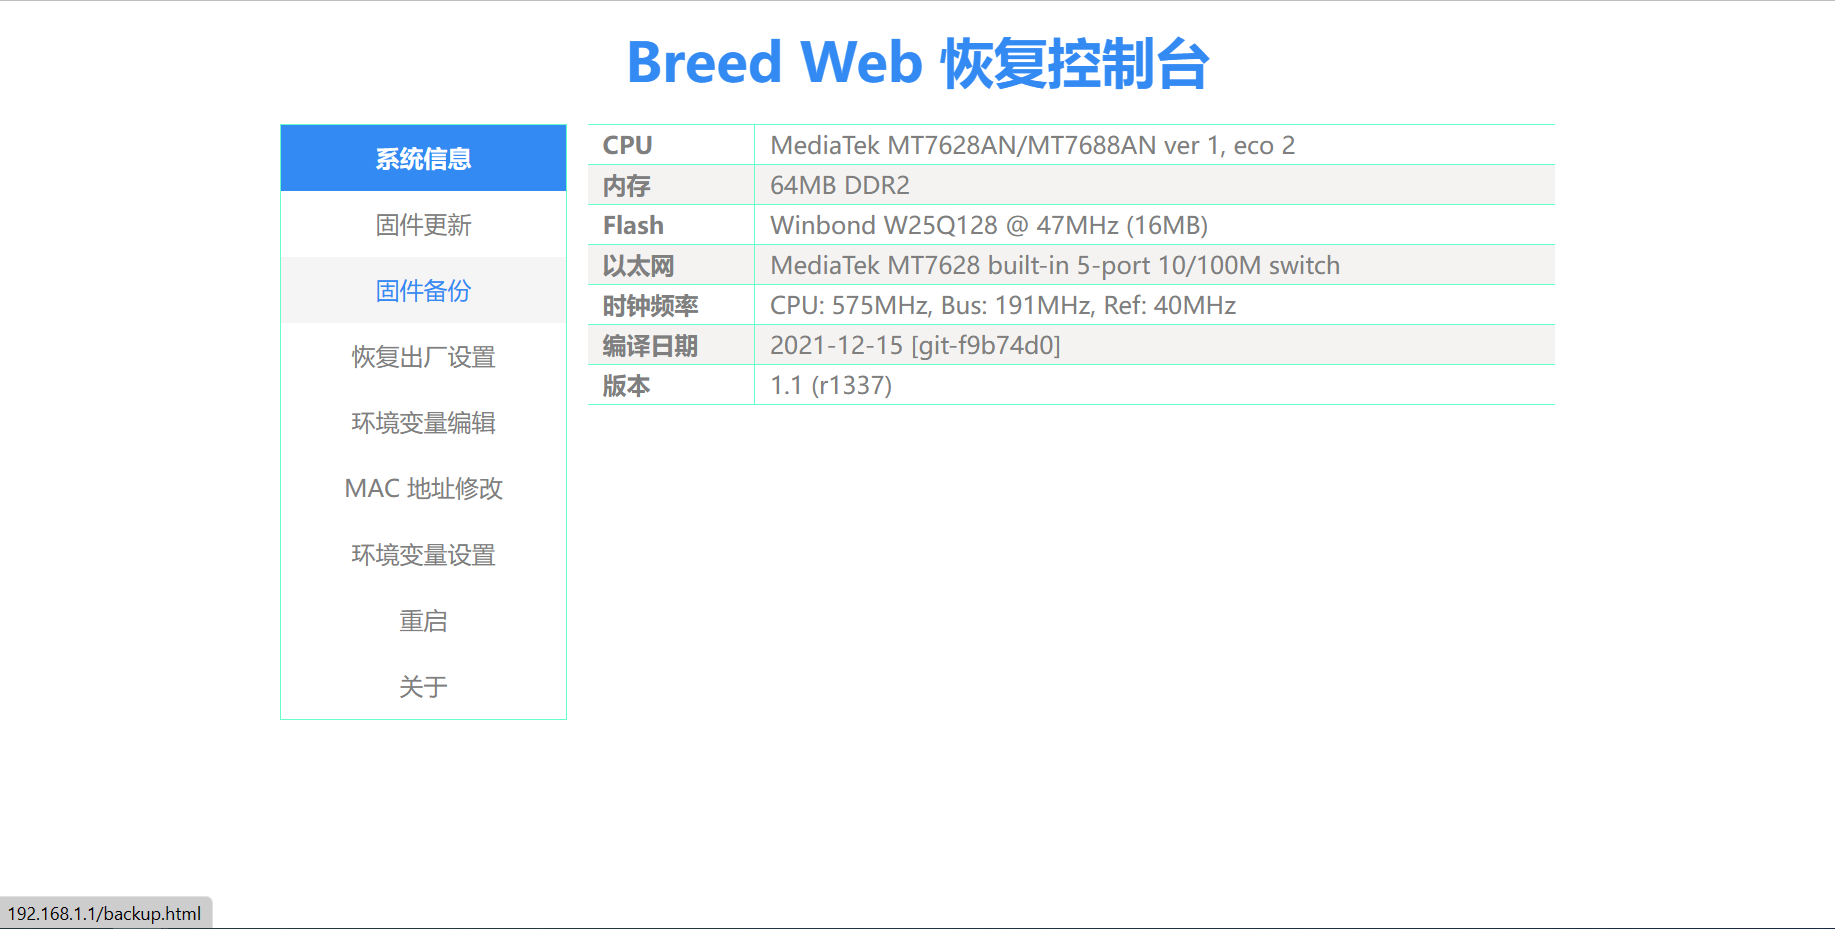 Breed Web 恢复控制台
系统信息
固件更新
固件备份
恢复出厂设置
环境变量编辑
MAC 地址修改
环境变量设置
重启
关于
CPU MediaTek MT7628AN/MT7688AN ver 1, eco 2
内存 64MB DDR2
Flash Winbond W25Q128 @ 47MHz (16MB)
以太网 MediaTek MT7628 built-in 5-port 10/100M switch
时钟频率 CPU: 575MHz, Bus: 191MHz, Ref: 40MHz
编译日期 2021-12-15 [git-f9b74d0]
版本 1.1 (r1337)
192.168.1.1/backup.html